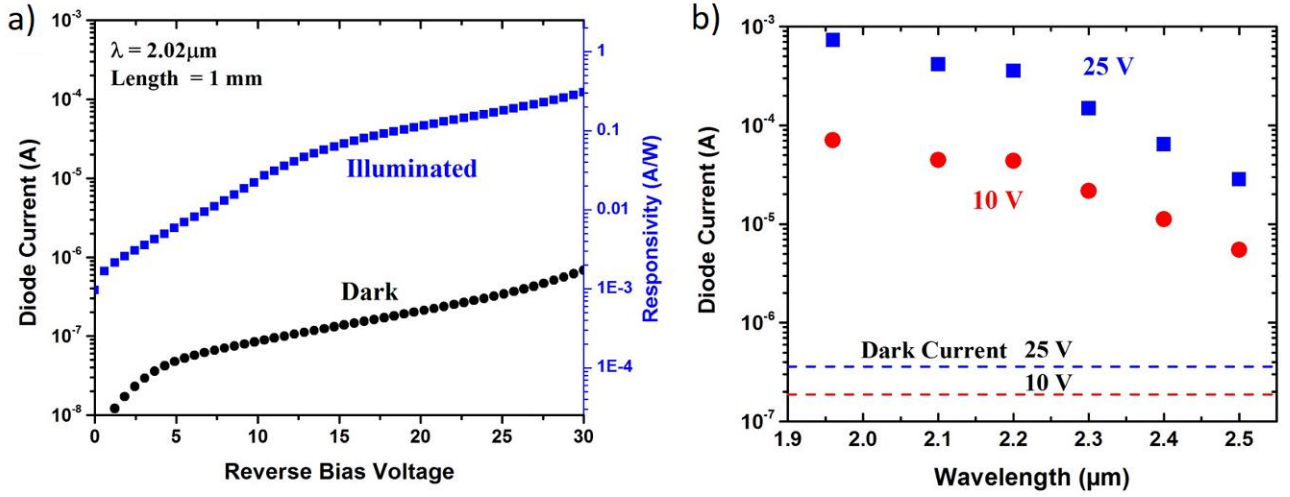 a)
λ = 2.02μm
Length = 1 mm
Illuminated
Dark
10⁻³
10⁻⁴
10⁻⁵
10⁻⁶
10⁻⁷
10⁻⁸
Diode Current (A)
0 5 10 15 20 25 30
Reverse Bias Voltage
1
0.1
0.01
1E-3
1E-4
Responsivity (A/W)
b)
25 V
10 V
Dark Current 25 V
10 V
10⁻³
10⁻⁴
10⁻⁵
10⁻⁶
10⁻⁷
Diode Current (A)
1.9 2.0 2.1 2.2 2.3 2.4 2.5
Wavelength (μm)